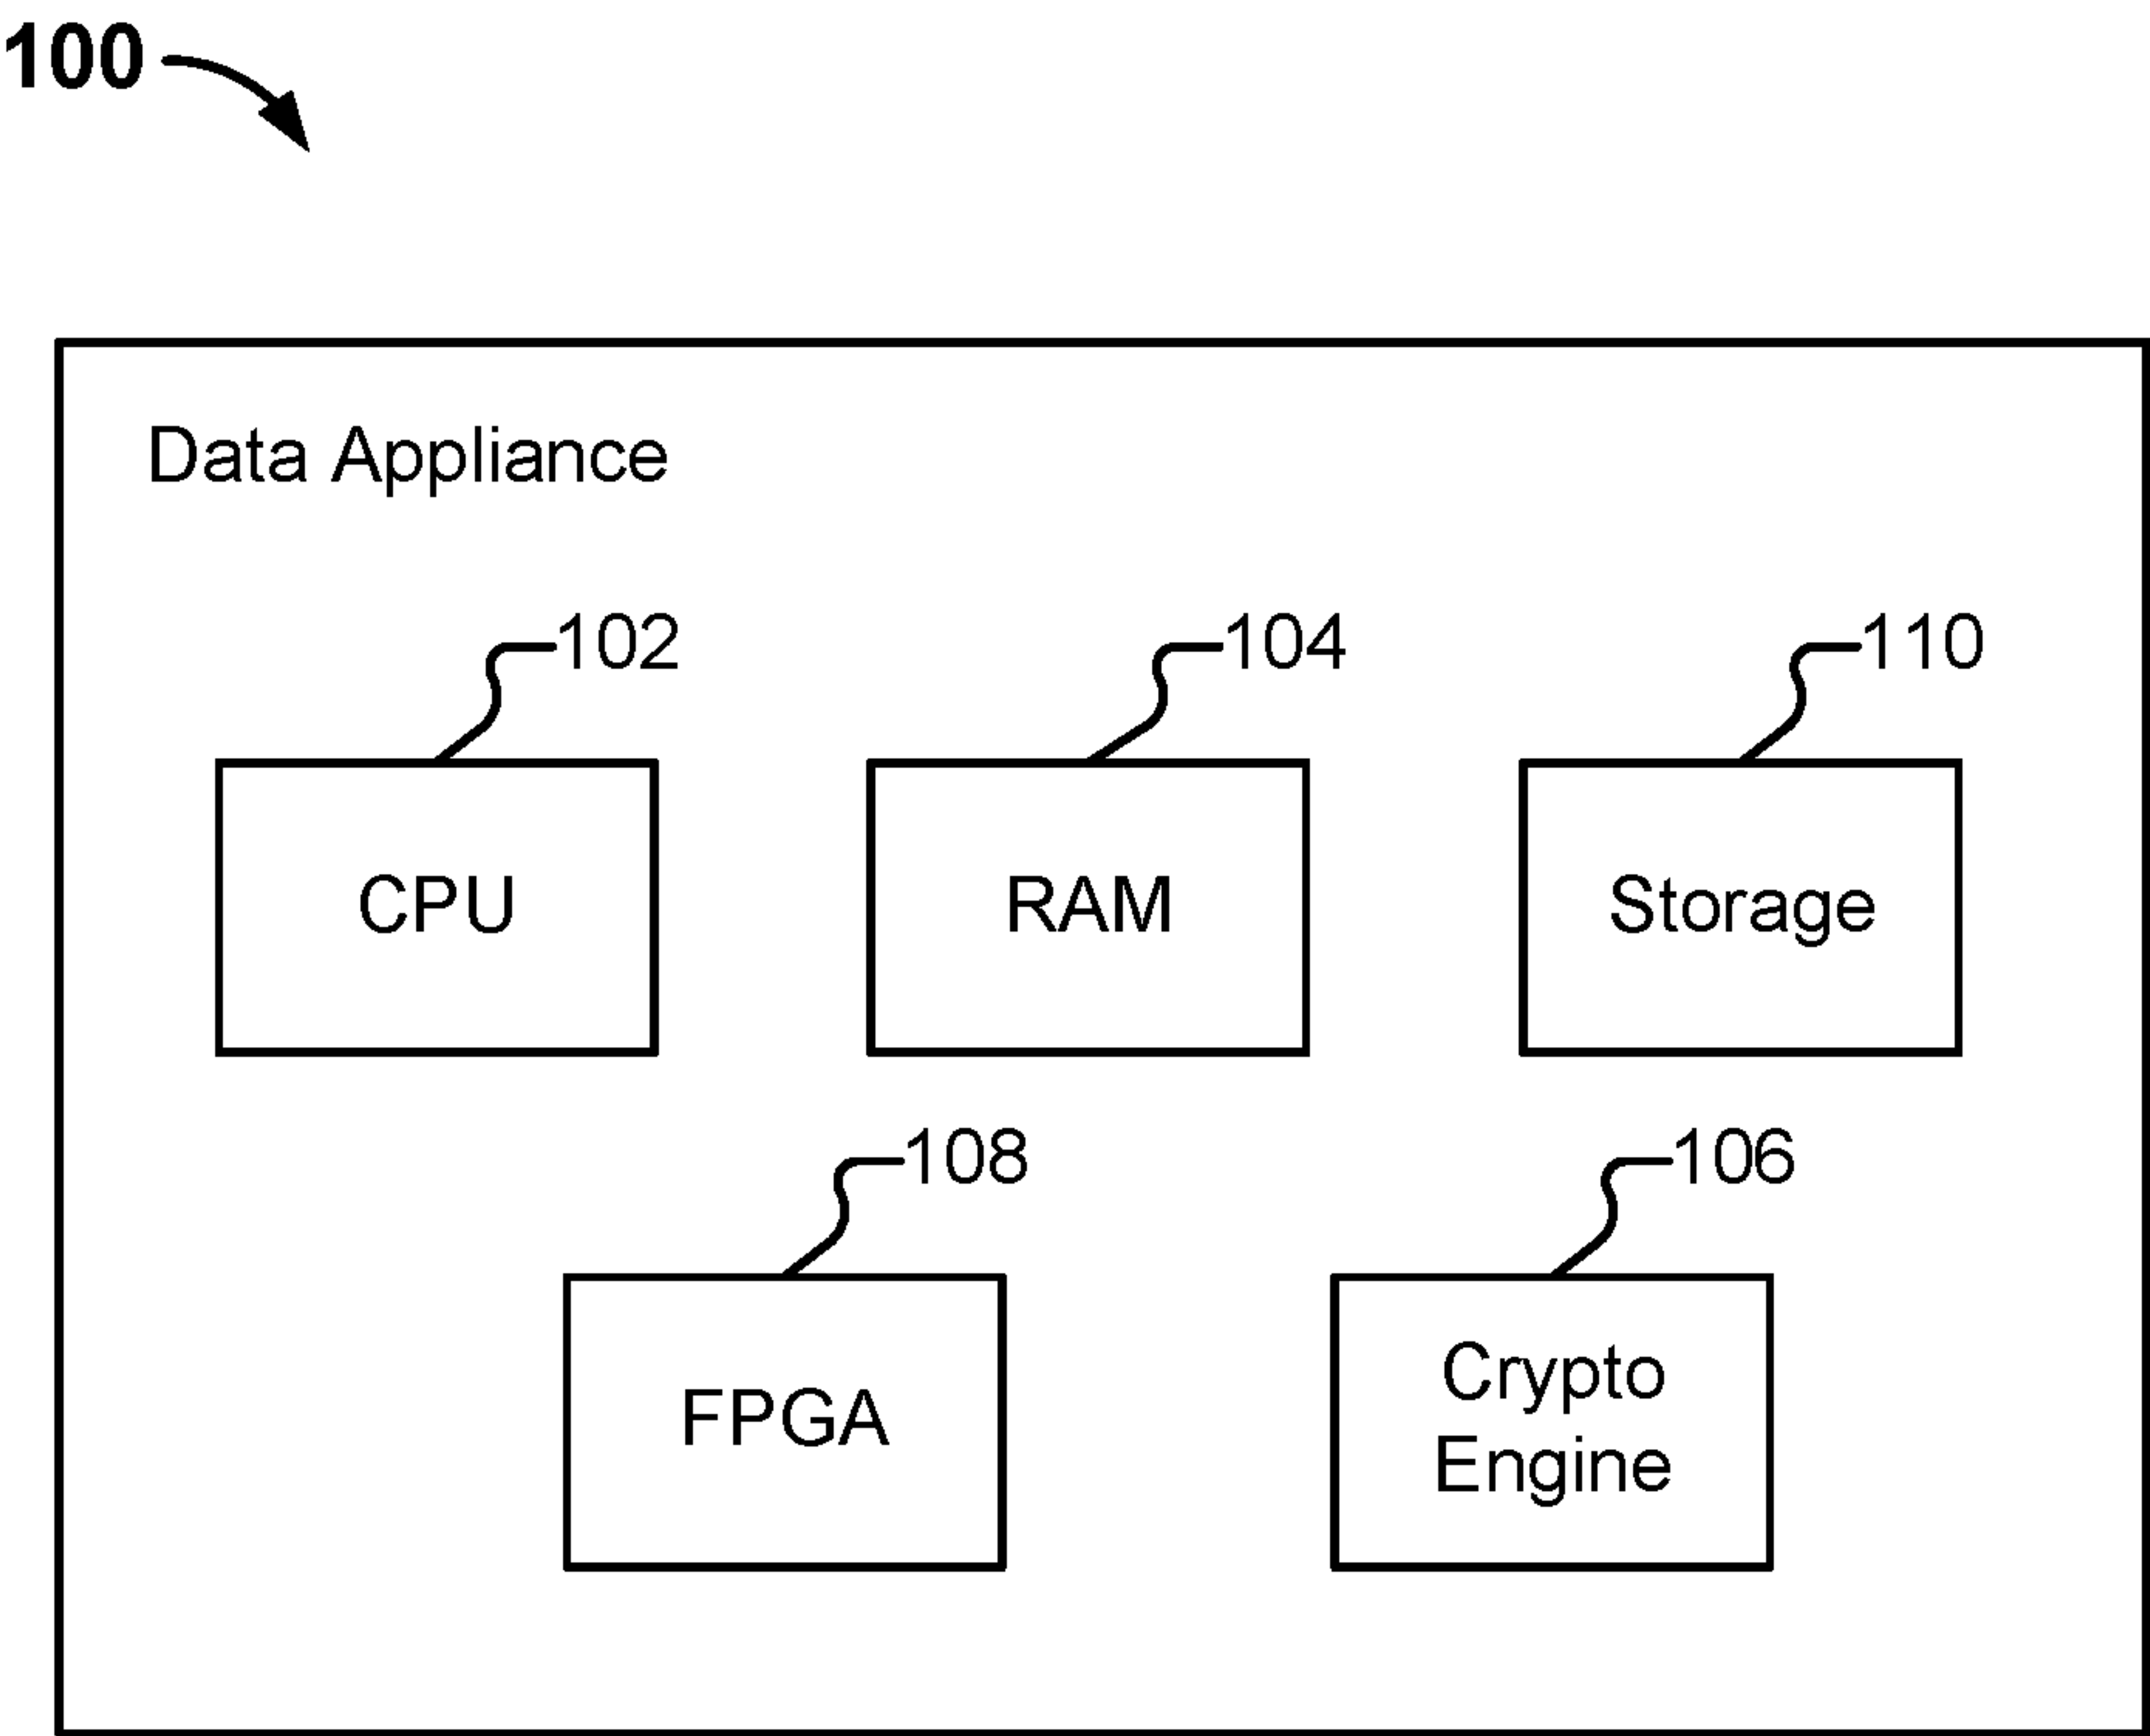 100
Data Appliance
102
104
110
CPU
RAM
Storage
108
106
FPGA
Crypto
Engine